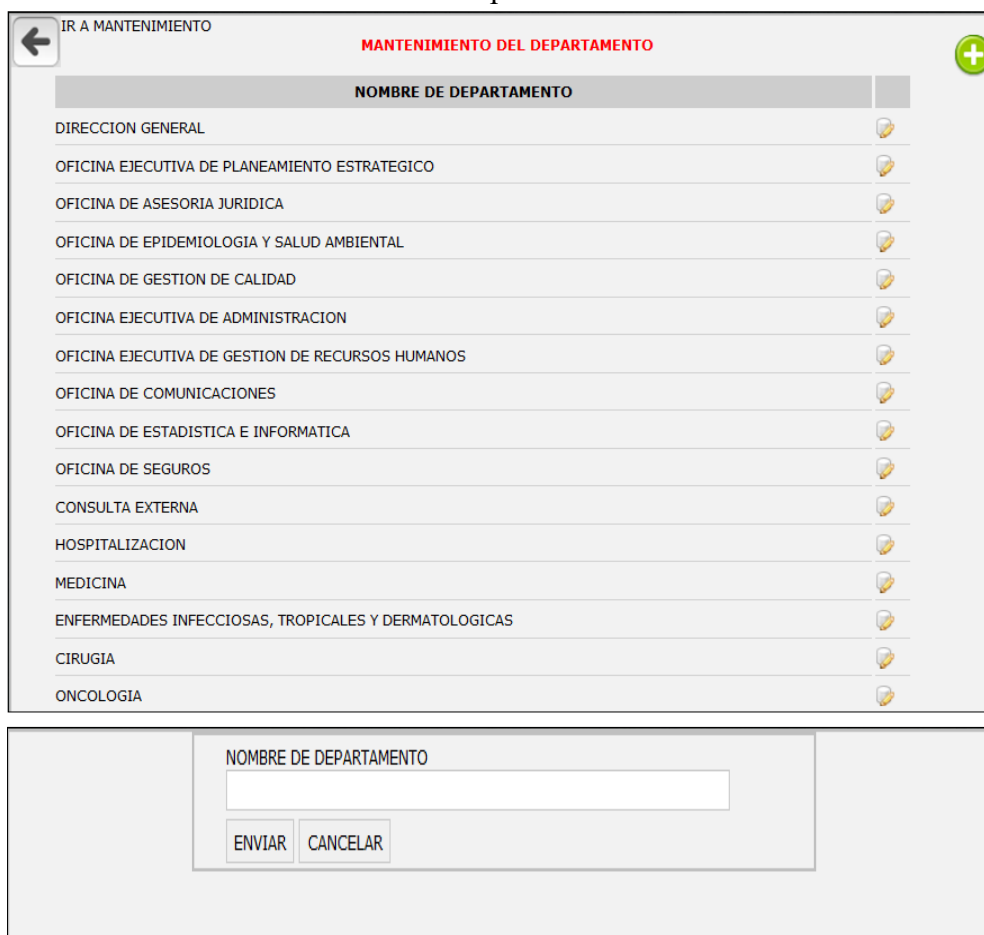 IR A MANTENIMIENTO
MANTENIMIENTO DEL DEPARTAMENTO
NOMBRE DE DEPARTAMENTO
DIRECCION GENERAL
OFICINA EJECUTIVA DE PLANEAMIENTO ESTRATEGICO
OFICINA DE ASESORIA JURIDICA
OFICINA DE EPIDEMIOLOGIA Y SALUD AMBIENTAL
OFICINA DE GESTION DE CALIDAD
OFICINA EJECUTIVA DE ADMINISTRACION
OFICINA EJECUTIVA DE GESTION DE RECURSOS HUMANOS
OFICINA DE COMUNICACIONES
OFICINA DE ESTADISTICA E INFORMATICA
OFICINA DE SEGUROS
CONSULTA EXTERNA
HOSPITALIZACION
MEDICINA
ENFERMEDADES INFECCIOSAS, TROPICALES Y DERMATOLOGICAS
CIRUGIA
ONCOLOGIA
NOMBRE DE DEPARTAMENTO
ENVIAR CANCELAR